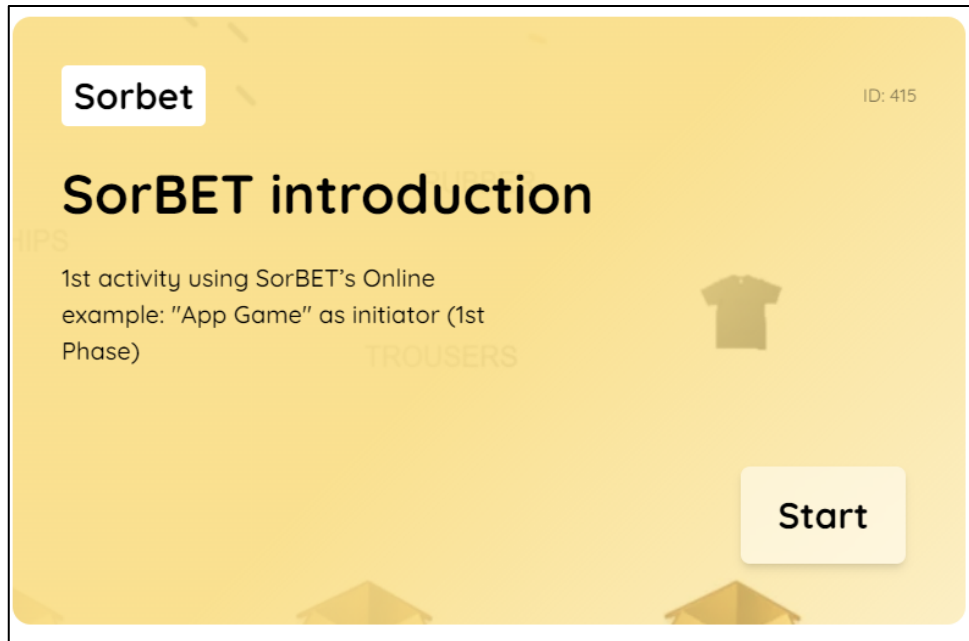 Sorbet
ID: 415
SorBET introduction
HIPS
1st activity using SorBET’s Online
example: "App Game" as initiator (1st
Phase)
TROUSERS
Start